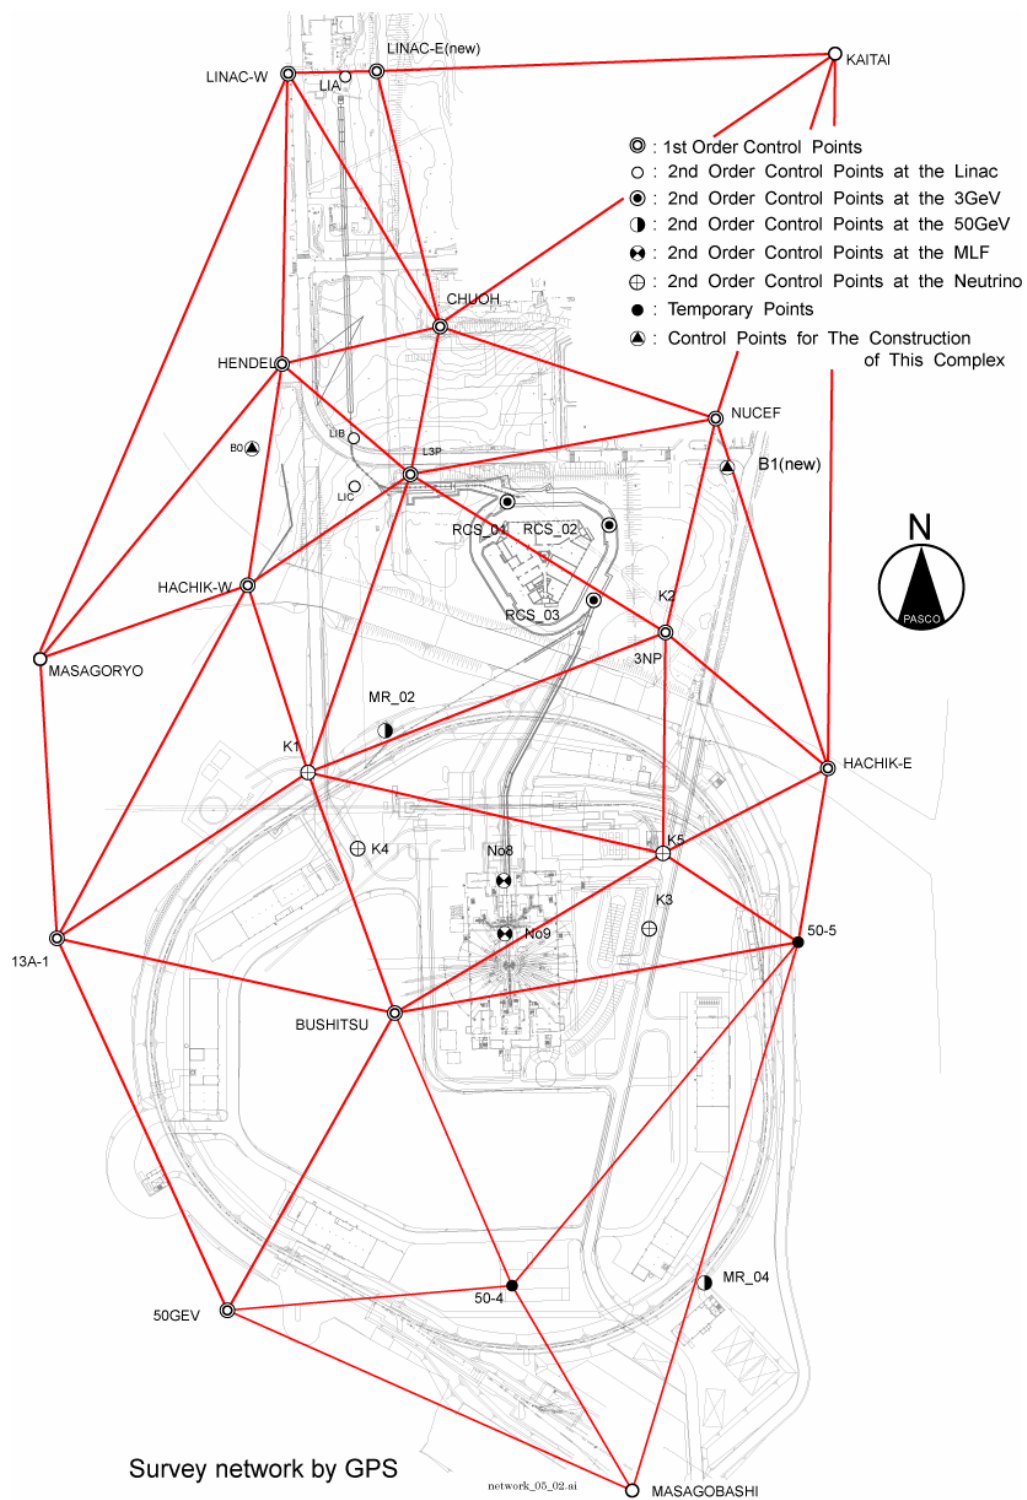 LINAC-E(new)
KAITAI
LINAC-W
LIA
: 1st Order Control Points
: 2nd Order Control Points at the Linac
: 2nd Order Control Points at the 3GeV
: 2nd Order Control Points at the 50GeV
: 2nd Order Control Points at the MLF
: 2nd Order Control Points at the Neutrino
: Temporary Points
: Control Points for The Construction
of This Complex
CHUOH
HENDEL
NUCEF
LIB
B0
L3P
B1(new)
LIC
RCS_01
RCS_02
N
PASCO
HACHIK-W
K2
RCS_03
3NP
MASAGORYO
MR_02
K1
HACHIK-E
K5
K4
No8
K3
No9
50-5
13A-1
BUSHITSU
MR_04
50-4
50GEV
Survey network by GPS
network_05_02.ai
MASAGOBASHI